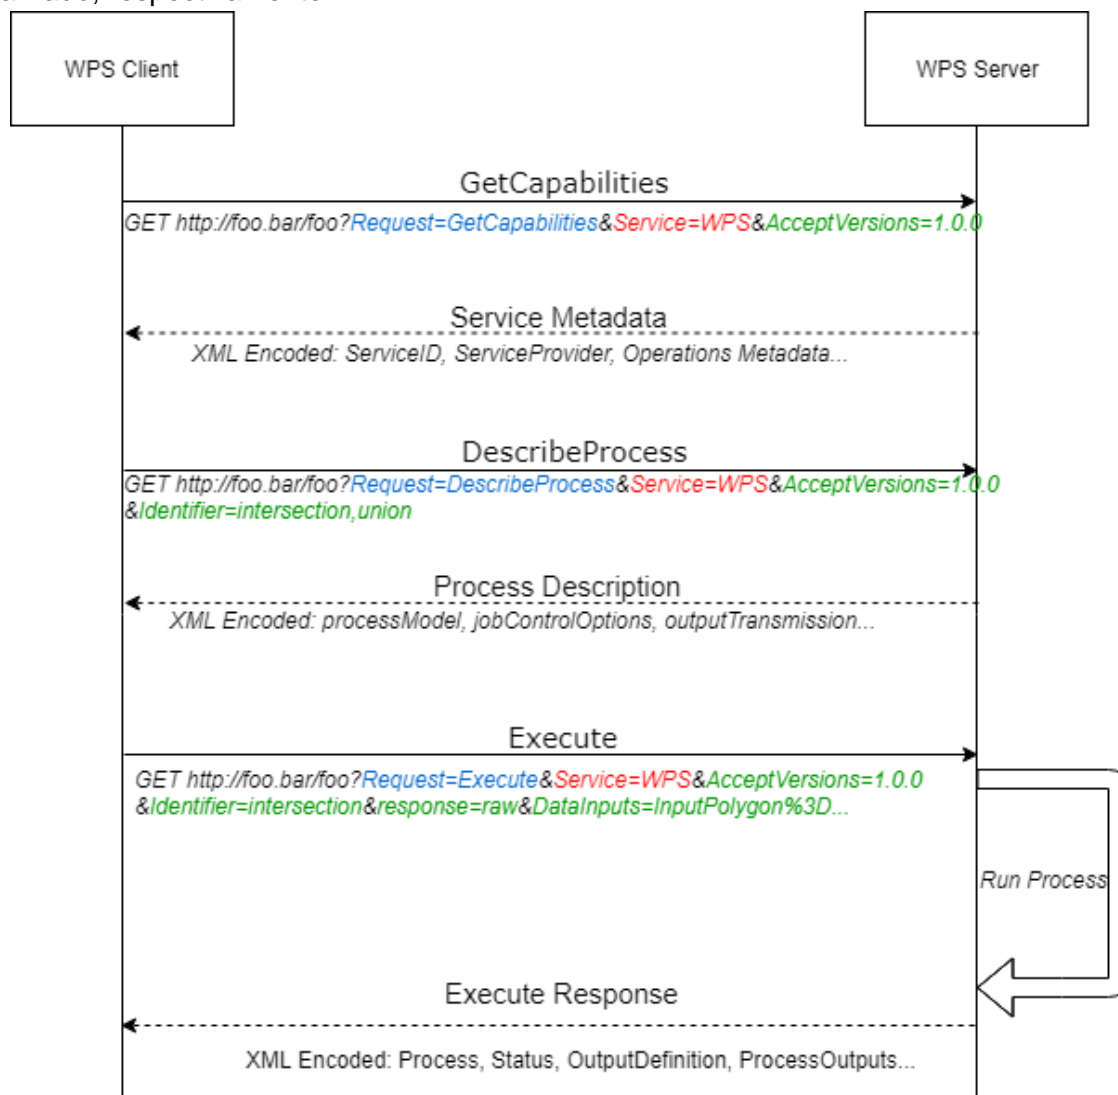 WPS Client
WPS Server
GetCapabilities
GET http://foo.bar/foo?Request=GetCapabilities&Service=WPS&AcceptVersions=1.0.0
Service Metadata
XML Encoded: ServiceID, ServiceProvider, Operations Metadata...
DescribeProcess
GET http://foo.bar/foo?Request=DescribeProcess&Service=WPS&AcceptVersions=1.0.0
&Identifier=intersection,union
Process Description
XML Encoded: processModel, jobControlOptions, outputTransmission...
Execute
GET http://foo.bar/foo?Request=Execute&Service=WPS&AcceptVersions=1.0.0
&Identifier=intersection&response=raw&DataInputs=InputPolygon%3D...
Run Process
Execute Response
XML Encoded: Process, Status, OutputDefinition, ProcessOutputs...